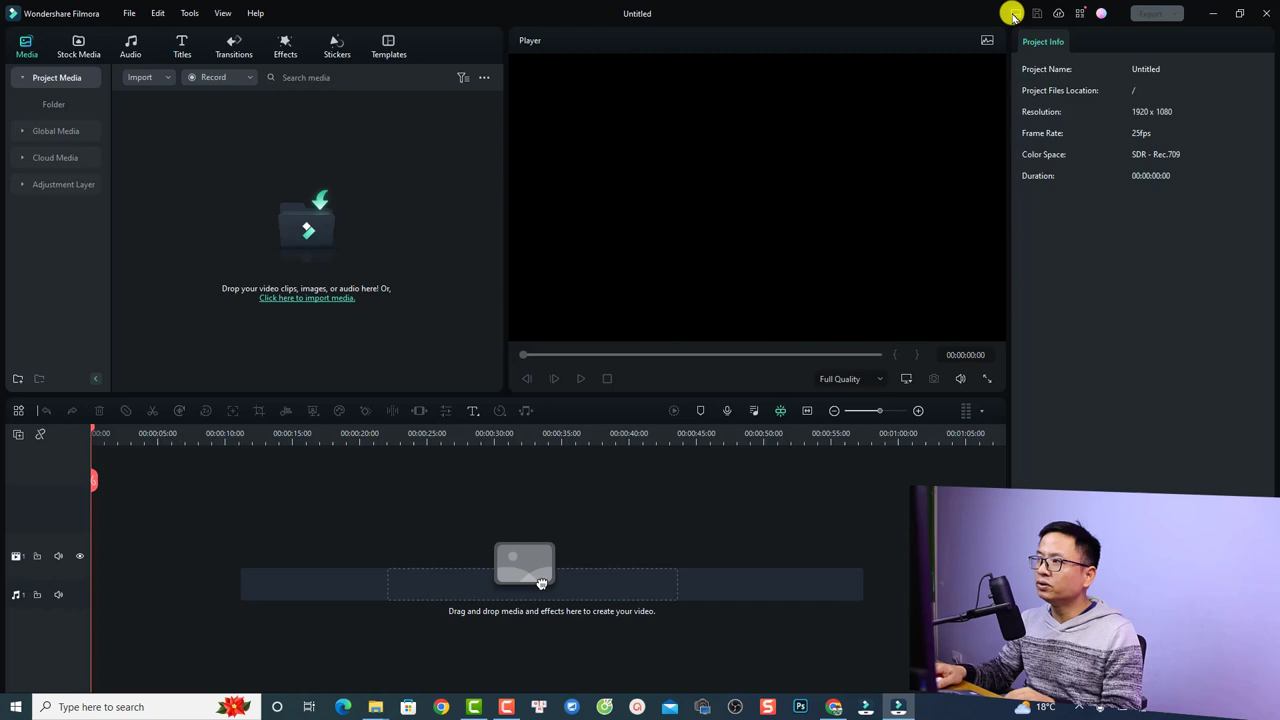 Wondershare Filmora File Edit Tools View Help Untitled Export
Media Stock Media Audio Titles Transitions Effects Stickers Templates
Player
Project Info
Project Media
Folder
Global Media
Cloud Media
Adjustment Layer
Import Record Search media
Drop your video clips, images, or audio here! Or,
Click here to import media.
00:00:00:00
Full Quality
Project Name: Untitled
Project Files Location: /
Resolution: 1920 x 1080
Frame Rate: 25fps
Color Space: SDR - Rec.709
Duration: 00:00:00:00
00:00 00:00:05:00 00:00:10:00 00:00:15:00 00:00:20:00 00:00:25:00 00:00:30:00 00:00:35:00 00:00:40:00 00:00:45:00 00:00:50:00 00:00:55:00 00:01:00:00 00:01:05:00
1
1
Drag and drop media and effects here to create your video.
Type here to search
18°C